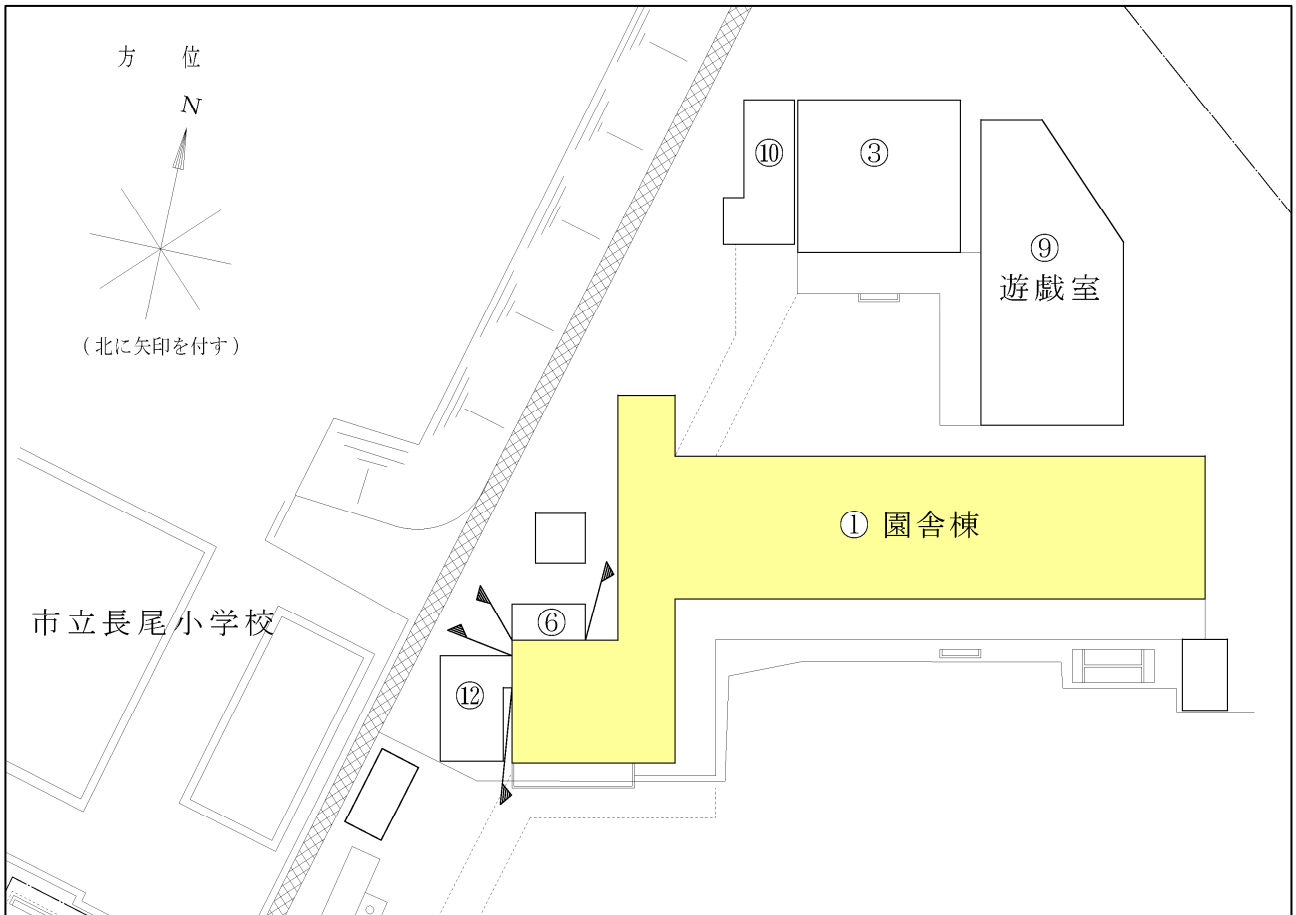 方 位
N
(北に矢印を付す)
⑩
③
⑨
遊戯室
① 園舎棟
⑥
市立長尾小学校
⑫